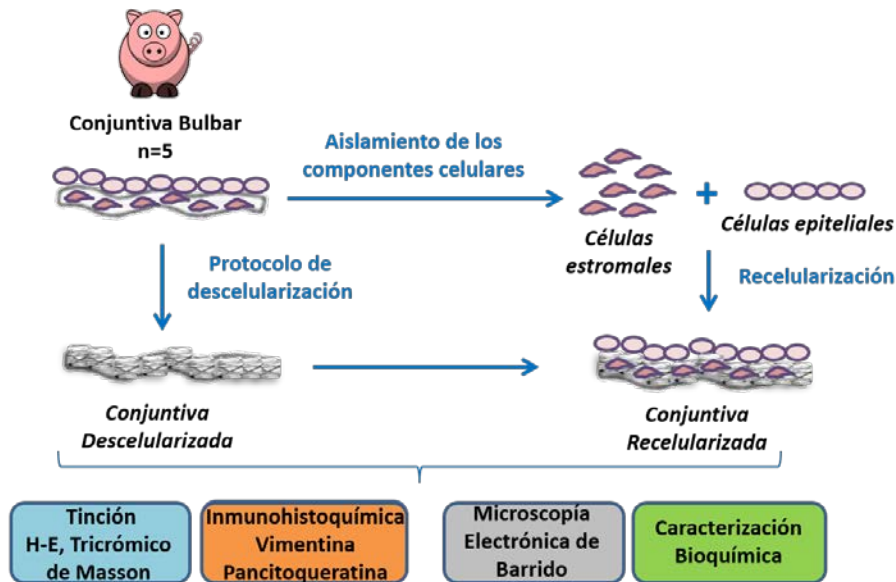 Conjuntiva Bulbar
n=5
Aislamiento de los
componentes celulares
+
Células
estromales
Células epiteliales
Protocolo de
descelularización
Recelularización
Conjuntiva
Descelularizada
Conjuntiva
Recelularizada
Tinción
H-E, Tricrómico
de Masson
Inmunohistoquímica
Vimentina
Pancitoqueratina
Microscopía
Electrónica de
Barrido
Caracterización
Bioquímica